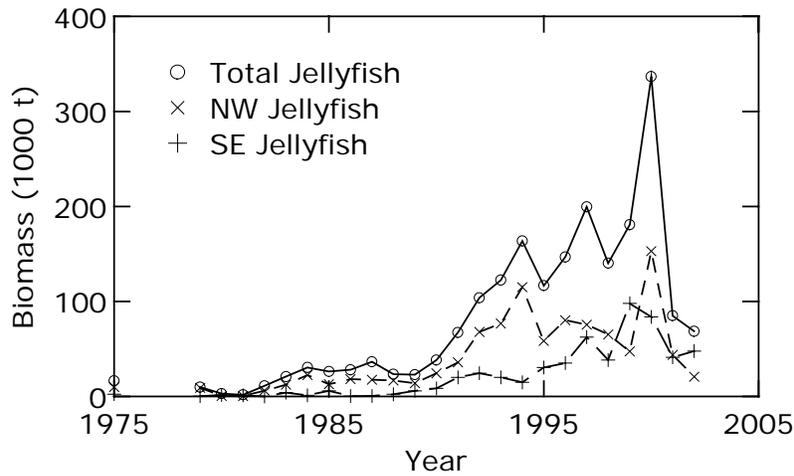 400
300
200
100
0
Biomass (1000 t)
Total Jellyfish
NW Jellyfish
SE Jellyfish
1975 1985 1995 2005
Year